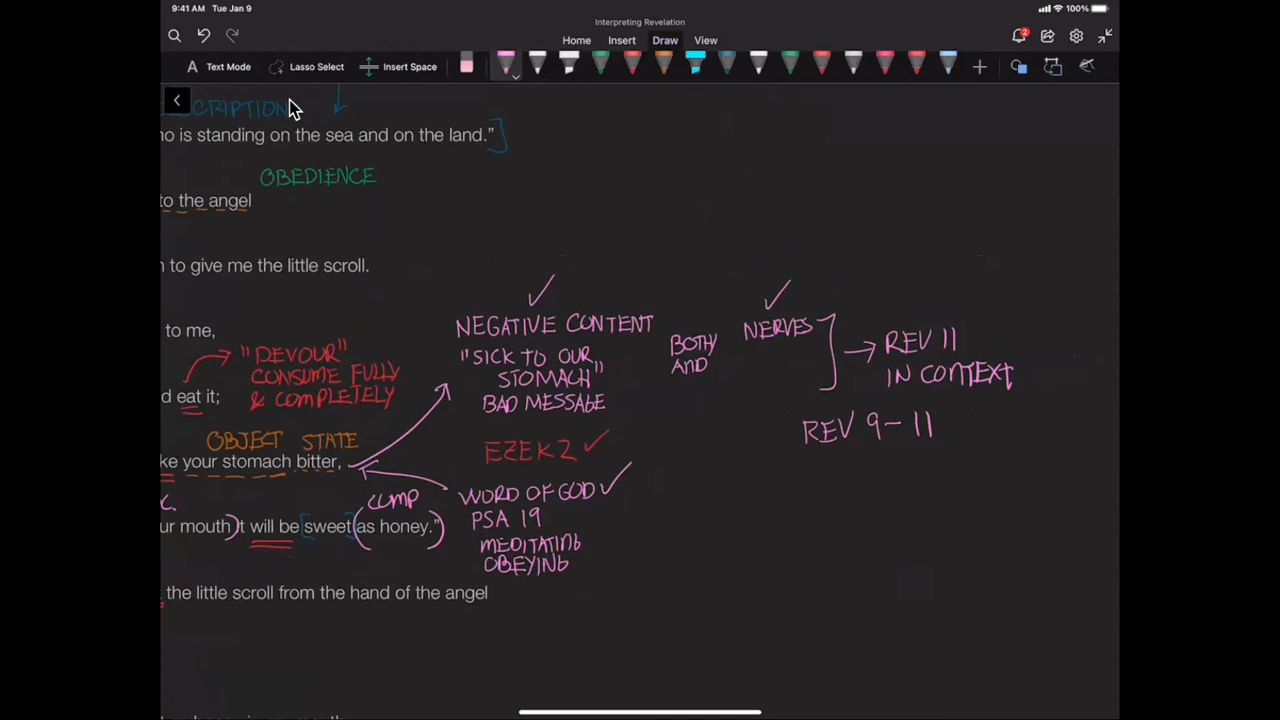 9:41 AM Tue Jan 9
100%
Interpreting Revelation
Home Insert Draw View
2
Text Mode Lasso Select Insert Space
SCRIPTION
o is standing on the sea and on the land.”]
OBEDIENCE
to the angel
to give me the little scroll.
NEGATIVE CONTENT
NERVES
to me,
BOTH
AND
→ REV 11
IN CONTEXT
"DEVOUR"
CONSUME FULLY
& COMPLETELY
"SICK TO OUR
STOMACH"
BAD MESSAGE
eat it;
REV 9-11
OBJECT STATE
EZEK 2
your stomach bitter,
COMP
WORD OF GOD
ur mouth) it will be [sweet] (as honey.”)
PSA 19
MEDITATING
OBEYING
the little scroll from the hand of the angel